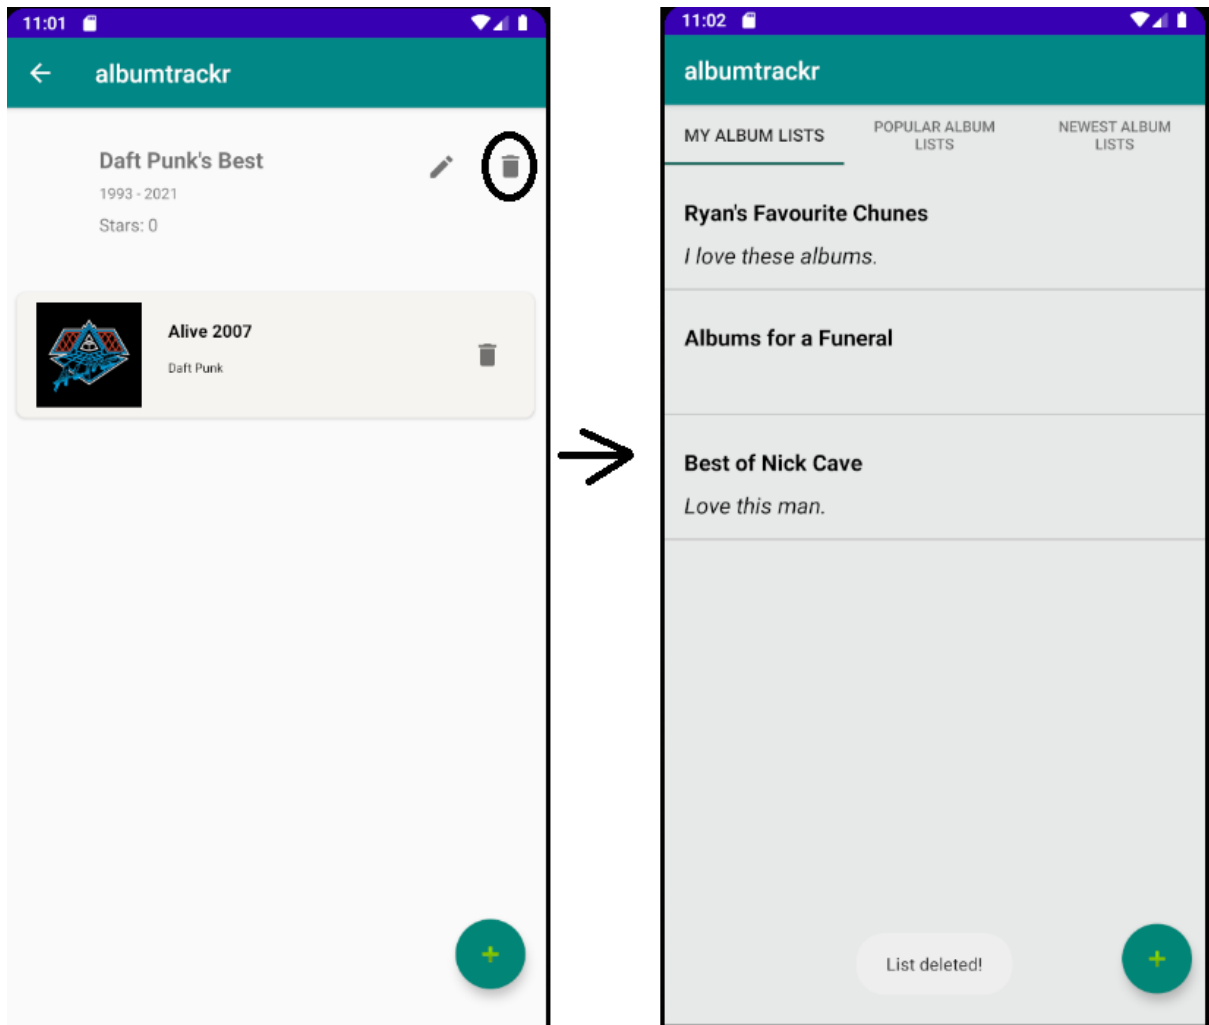 11:01
albumtrackr
Daft Punk's Best
1993 - 2021
Stars: 0
Alive 2007
Daft Punk
+
11:02
albumtrackr
MY ALBUM LISTS
POPULAR ALBUM
LISTS
NEWEST ALBUM
LISTS
Ryan's Favourite Chunes
I love these albums.
Albums for a Funeral
Best of Nick Cave
Love this man.
List deleted!
+